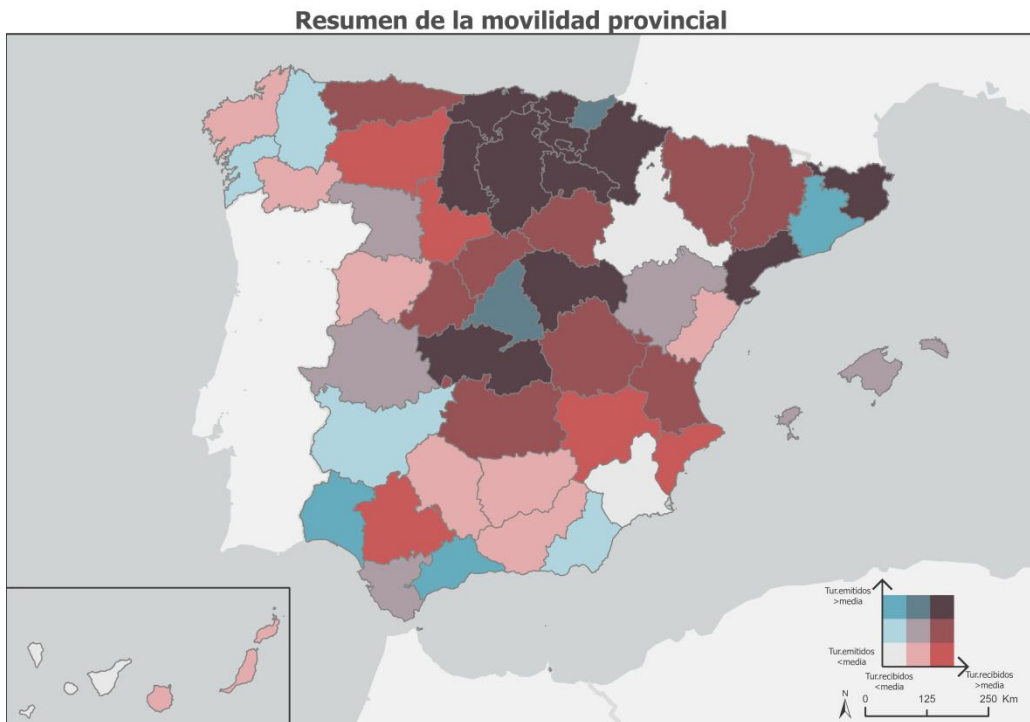 Resumen de la movilidad provincial
Tur.emitidos
>media
Tur.emitidos
<media
Tur.recibidos
<media
Tur.recibidos
>media
N
0 125 250 Km